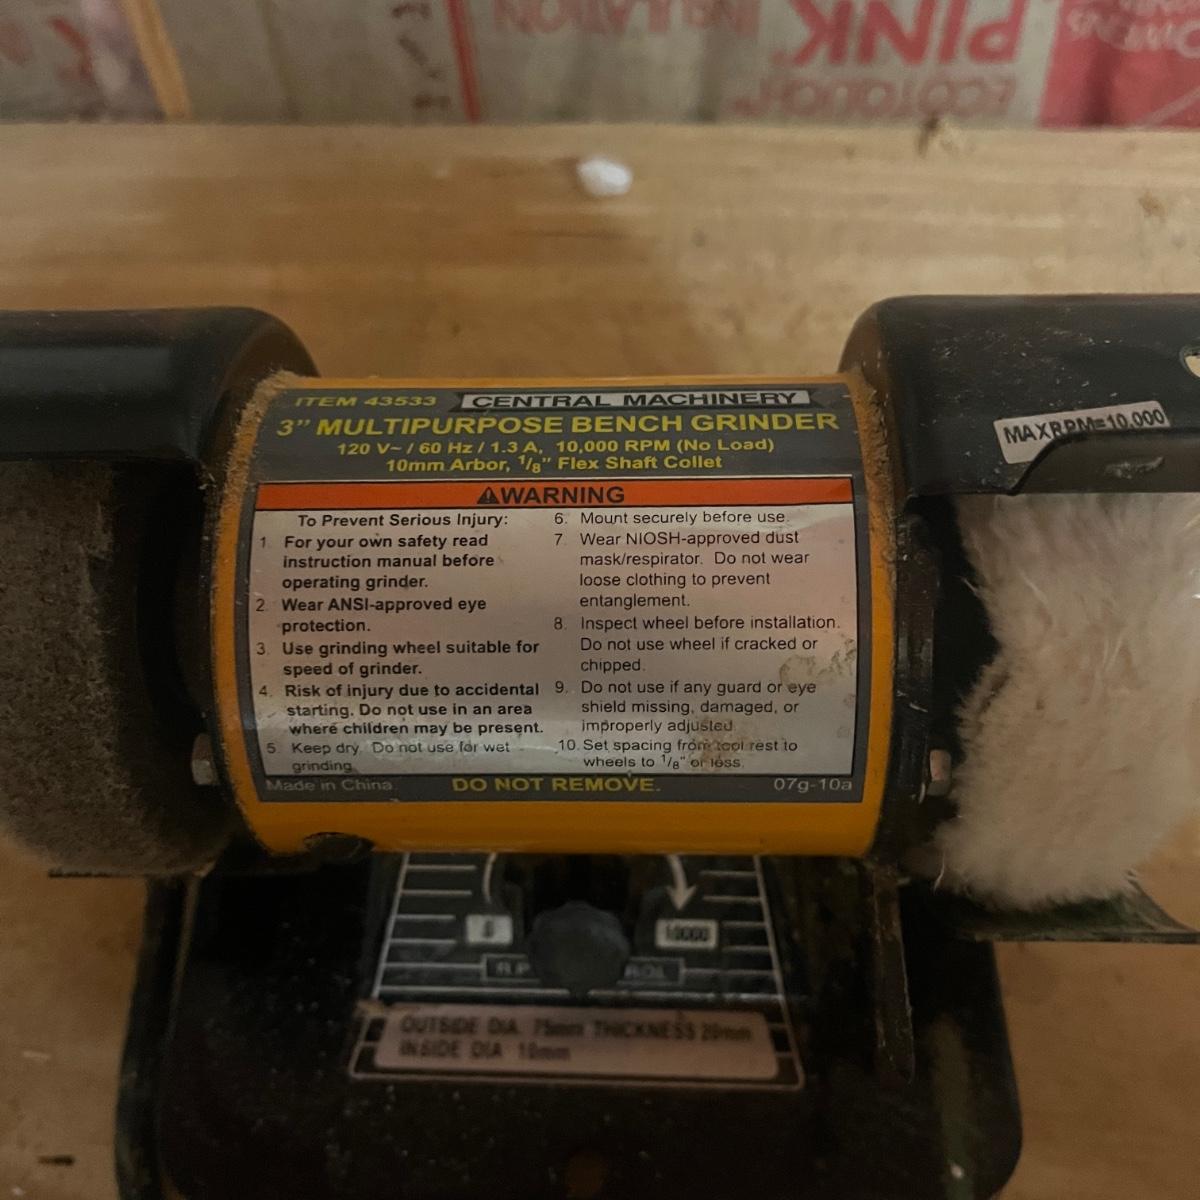 PINK INSULATION
ECOTOUCH
ITEM 43533 CENTRAL MACHINERY
3" MULTIPURPOSE BENCH GRINDER
120 V~ / 60 Hz / 1.3 A, 10,000 RPM (No Load)
10mm Arbor, 1/8" Flex Shaft Collet
MAX RPM=10,000
⚠WARNING
To Prevent Serious Injury:
1. For your own safety read
instruction manual before
operating grinder.
2. Wear ANSI-approved eye
protection.
3. Use grinding wheel suitable for
speed of grinder.
4. Risk of injury due to accidental
starting. Do not use in an area
where children may be present.
5. Keep dry. Do not use for wet
grinding.
6. Mount securely before use.
7. Wear NIOSH-approved dust
mask/respirator. Do not wear
loose clothing to prevent
entanglement.
8. Inspect wheel before installation.
Do not use wheel if cracked or
chipped.
9. Do not use if any guard or eye
shield missing, damaged, or
improperly adjusted.
10. Set spacing from tool rest to
wheels to 1/8" or less.
Made in China. DO NOT REMOVE. 07g-10a
10000
OUTSIDE DIA 75mm THICKNESS 20mm
INSIDE DIA 10mm